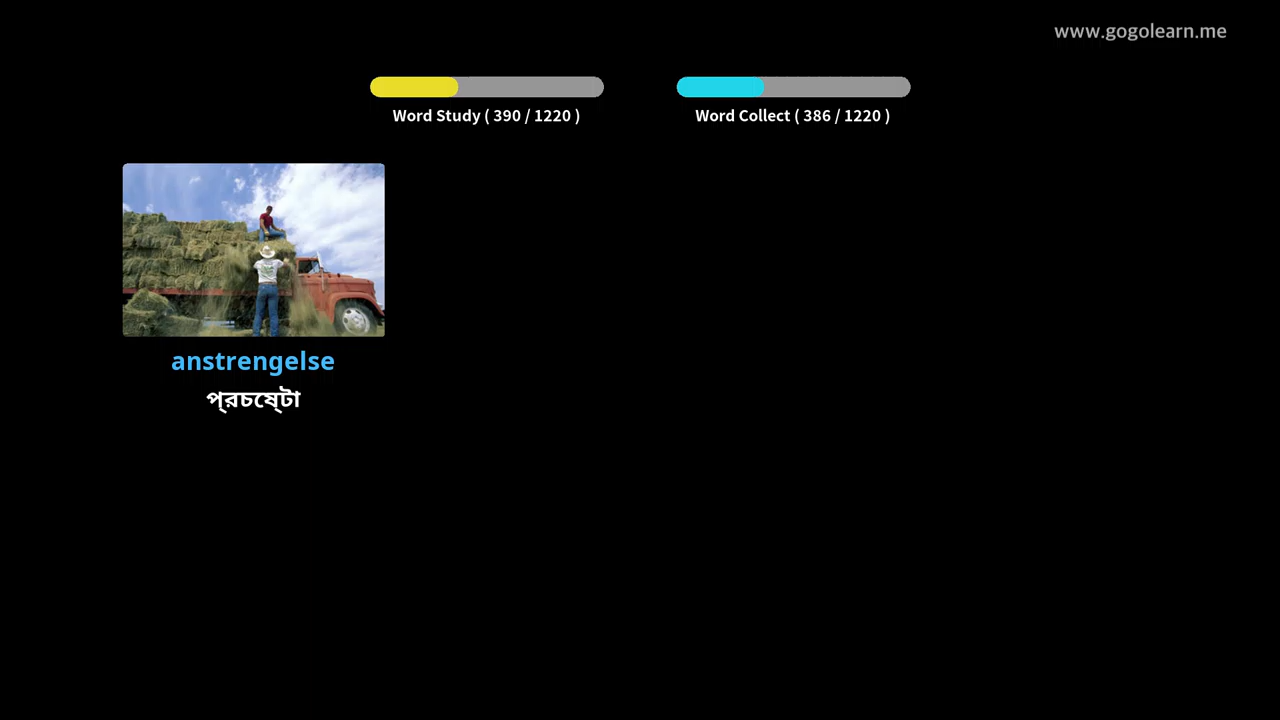 www.gogolearn.me
Word Study ( 390 / 1220 )
Word Collect ( 386 / 1220 )
anstrengelse
প্রচেষ্টা